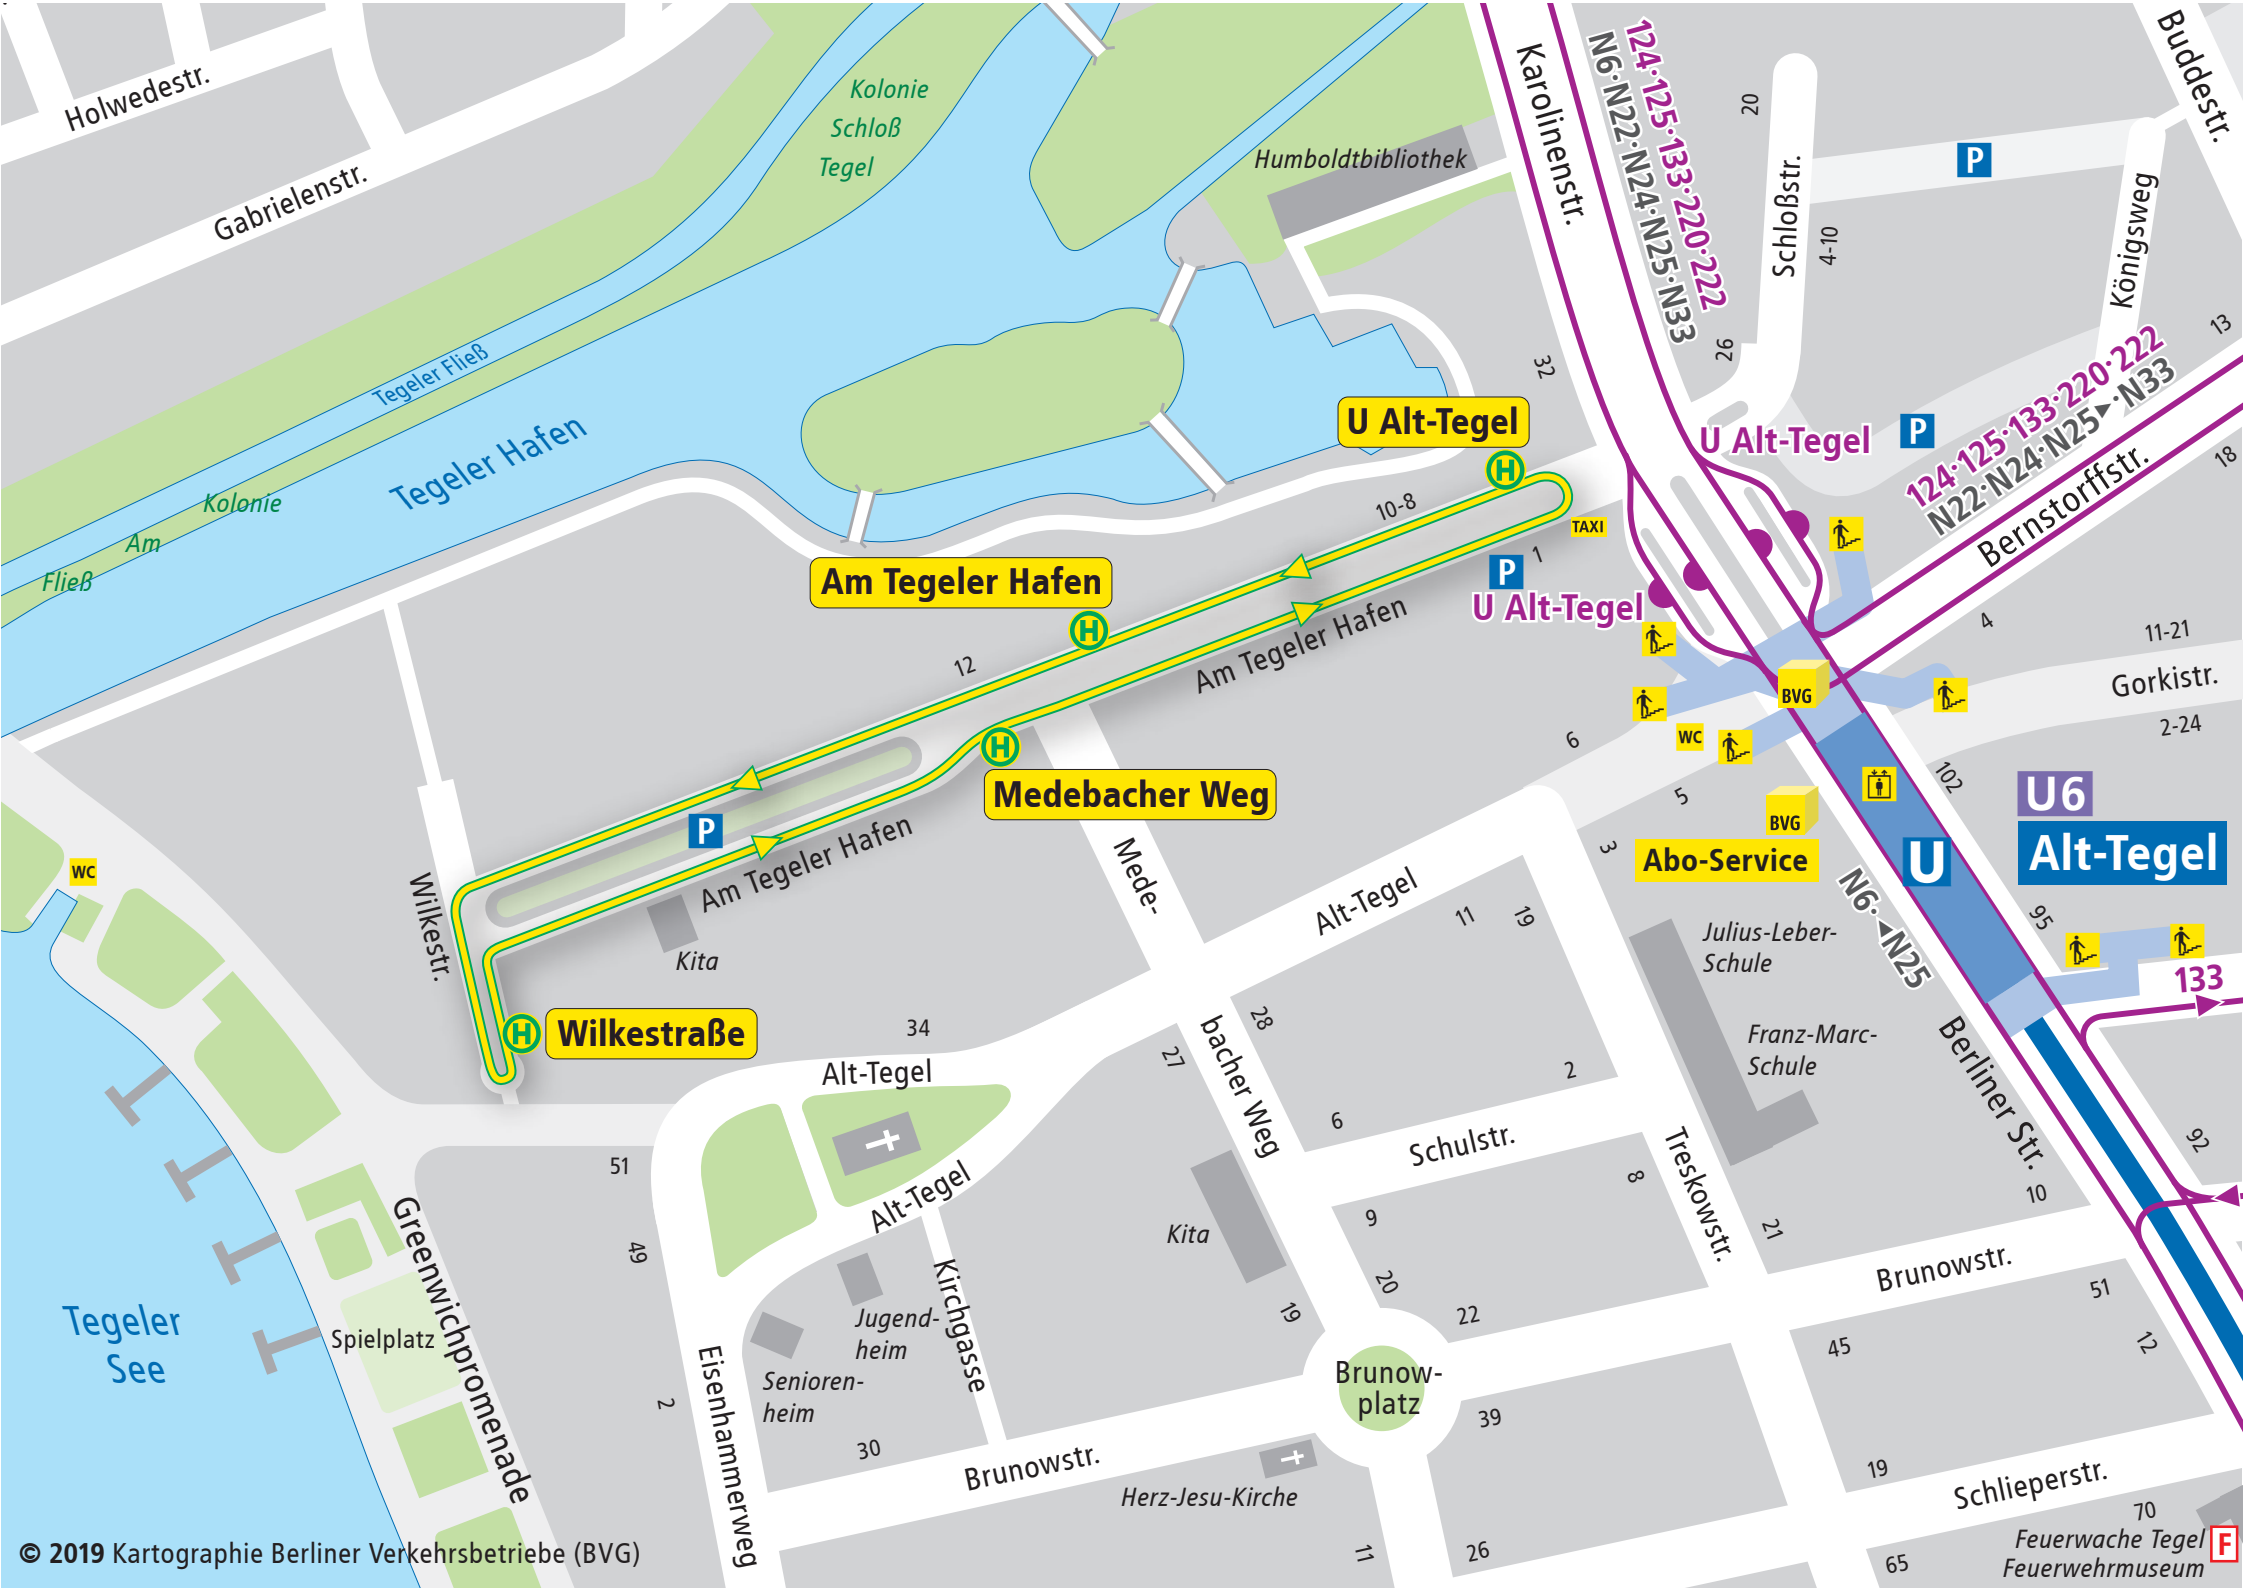 Holwedestr.
Gabrielenstr.
Kolonie
Schloß
Tegel
Humboldtbibliothek
Karolinenstr.
124·125·133·220·222
N6·N22·N24·N25·N33
20
Schloßstr.
4-10
26
P
Buddestr.
Königsweg
13
32
Tegeler Fließ
Tegeler Hafen
Kolonie
Am
Fließ
U Alt-Tegel
H
U Alt-Tegel
P
124·125·133·220·222
N22·N24·N25►·N33
Bernstorffstr.
18
10-8
TAXI
1
P
U Alt-Tegel
Am Tegeler Hafen
H
12
Am Tegeler Hafen
4
11-21
Gorkistr.
2-24
BVG
WC
6
5
H
Medebacher Weg
P
Am Tegeler Hafen
Kita
Wilkestr.
H
Wilkestraße
WC
Mede-
bacher Weg
Alt-Tegel
11
19
3
BVG
Abo-Service
102
U6
Alt-Tegel
U
N6·◄N25
95
133
Julius-Leber-
Schule
Franz-Marc-
Schule
Berliner Str.
92
34
Alt-Tegel
28
27
2
6
Schulstr.
8
Treskowstr.
10
21
51
49
Alt-Tegel
Kita
9
20
19
22
Brunowstr.
51
45
12
Greenwichpromenade
Spielplatz
Tegeler
See
Jugend-
heim
Kirchgasse
Senioren-
heim
Eisenhammerweg
2
30
Brunowstr.
Brunow-
platz
39
Herz-Jesu-Kirche
11
26
19
Schlieperstr.
70
65
Feuerwache Tegel
Feuerwehrmuseum
F
© 2019 Kartographie Berliner Verkehrsbetriebe (BVG)